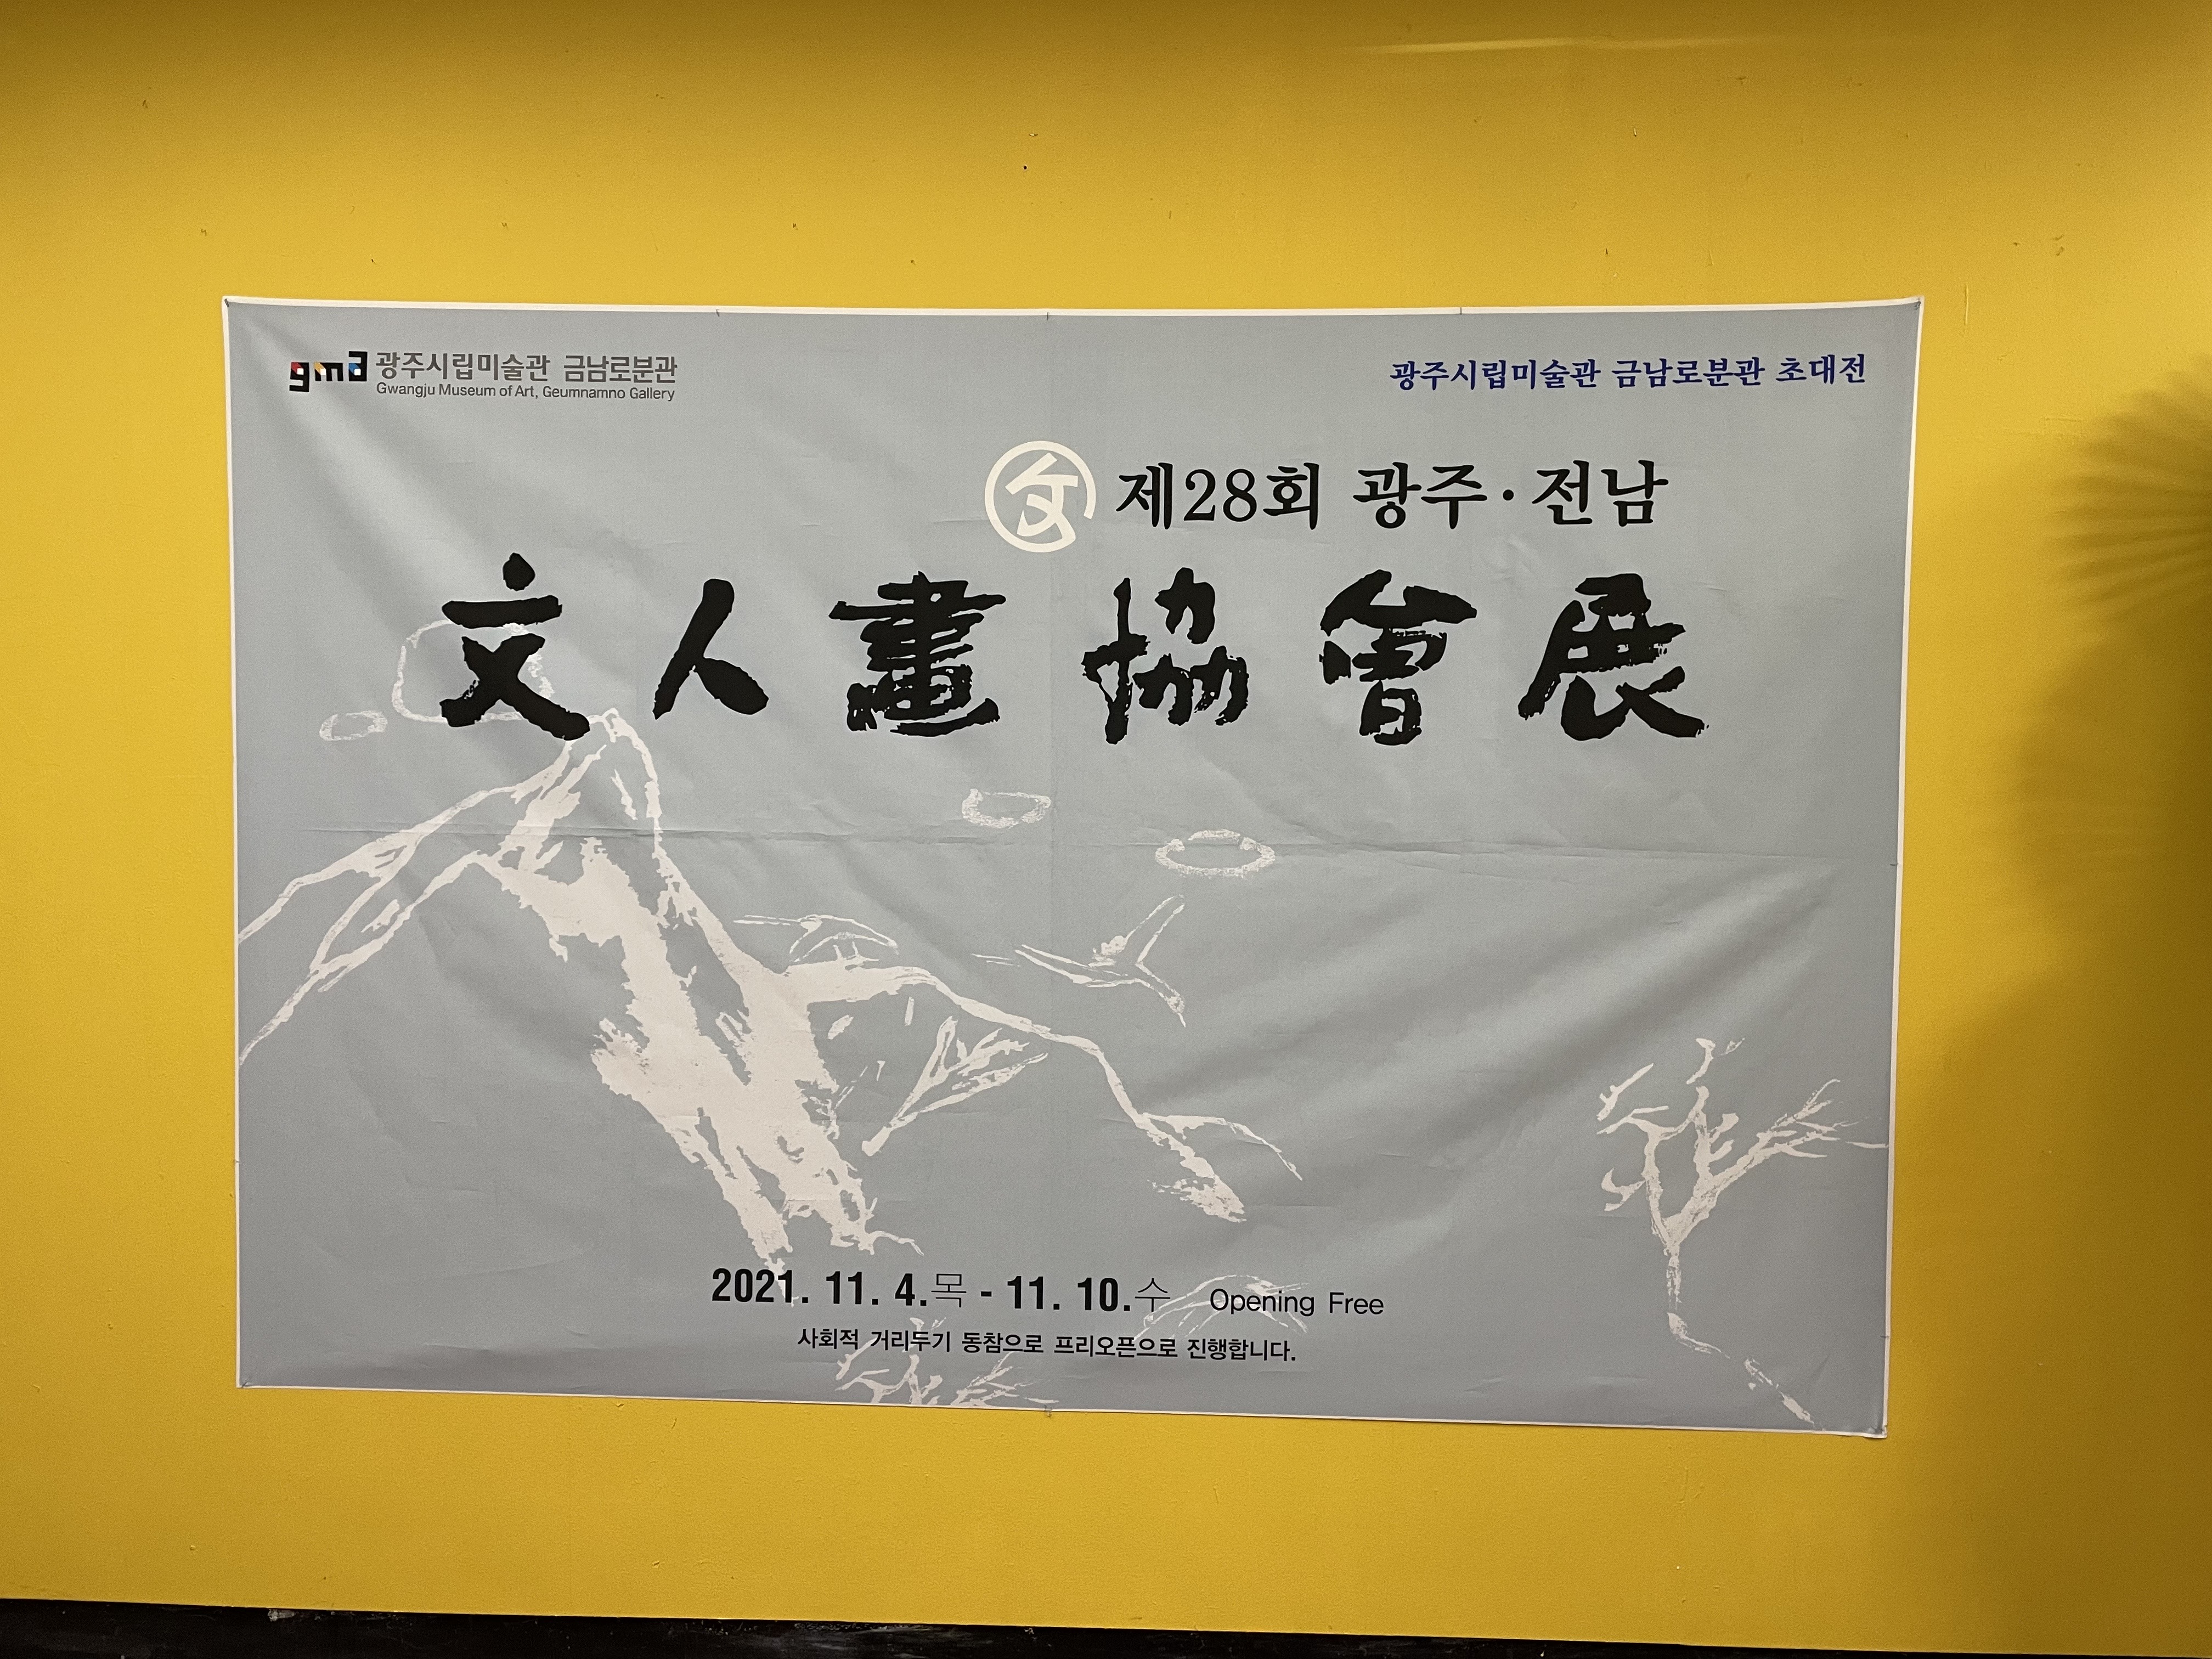 gma 광주시립미술관 금남로분관
Gwangju Museum of Art, Geumnamno Gallery
광주시립미술관 금남로분관 초대전
文 제28회 광주·전남
文人畫協會展
2021. 11. 4.목 - 11. 10.수 Opening Free
사회적 거리두기 동참으로 프리오픈으로 진행합니다.